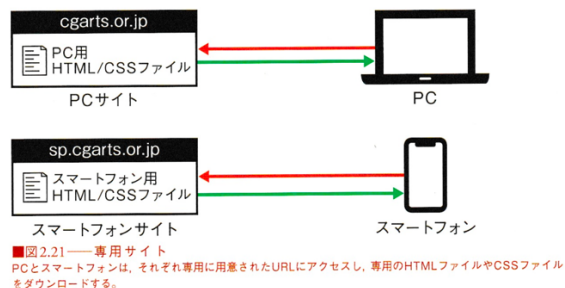 cgarts.or.jp
PC用
HTML/CSSファイル
PCサイト
PC
sp.cgarts.or.jp
スマートフォン用
HTML/CSSファイル
スマートフォンサイト
スマートフォン
■図2.21――専用サイト
PCとスマートフォンは，それぞれ専用に用意されたURLにアクセスし，専用のHTMLファイルやCSSファイル
をダウンロードする。